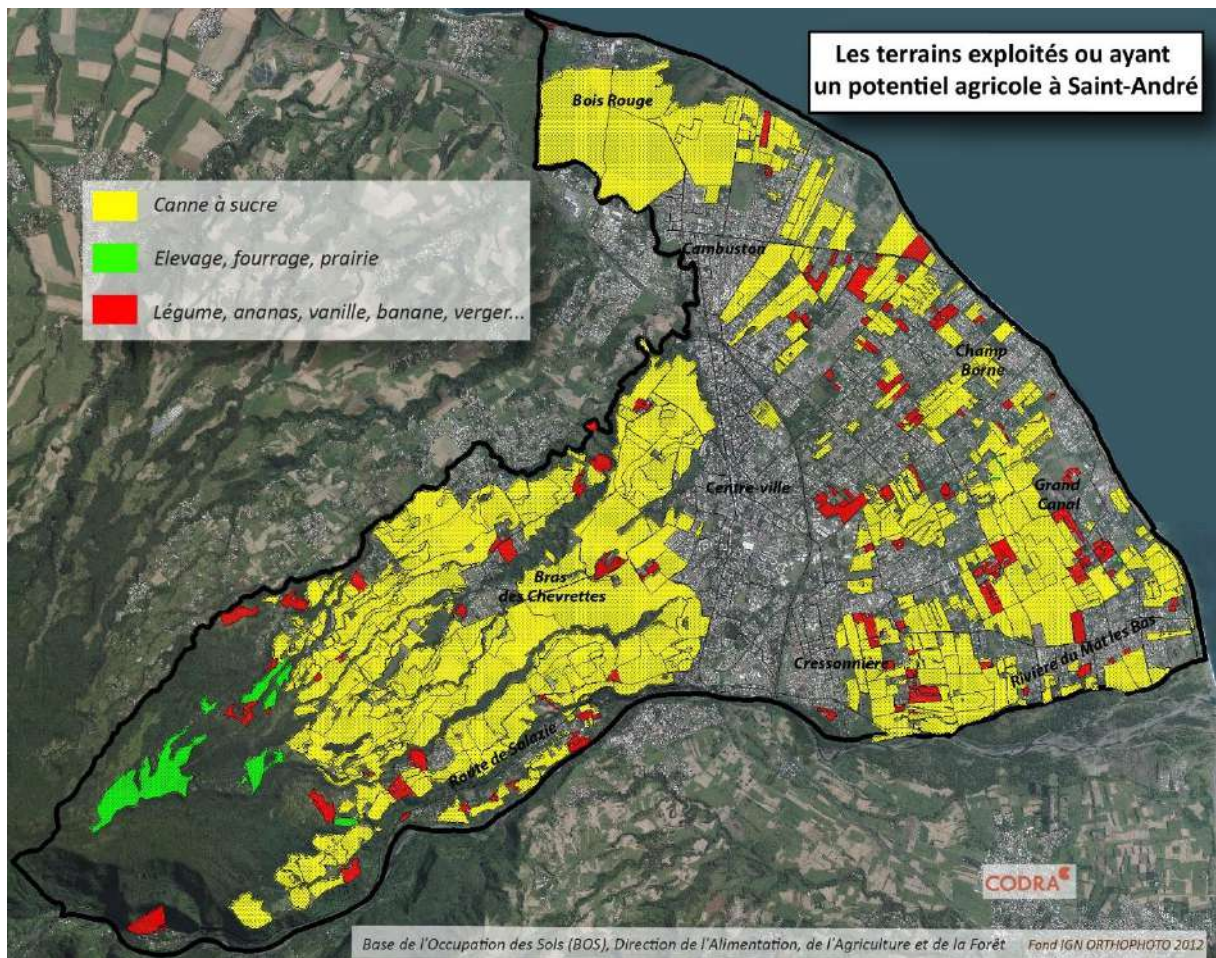 Les terrains exploités ou ayant
un potentiel agricole à Saint-André
Bois Rouge
Canne à sucre
Elevage, fourrage, prairie
Légume, ananas, vanille, banane, verger...
Cambuston
Champ
Borne
Centre-ville
Grand
Canal
Bras
des Chevrettes
Cressonnière
Rivière du Mat les Bas
Route de Salazie
CODRA
Base de l'Occupation des Sols (BOS), Direction de l'Alimentation, de l'Agriculture et de la Forêt
Fond IGN ORTHOPHOTO 2012